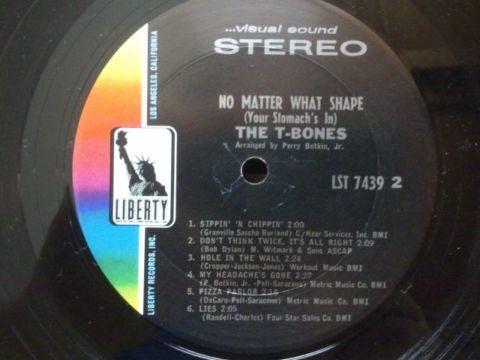 ...visual sound
STEREO
NO MATTER WHAT SHAPE
(Your Stomach's In)
THE T-BONES
Arranged by Perry Botkin, Jr.
LST 7439 2
LIBERTY
LIBERTY RECORDS, INC.
LOS ANGELES, CALIFORNIA
1. SIPPIN' 'N CHIPPIN' 2:00
(Granville Sascha Burland) C/Hear Services, Inc. BMI
2. DON'T THINK TWICE, IT'S ALL RIGHT 2:09
(Bob Dylan) M. Witmark & Sons ASCAP
3. HOLE IN THE WALL 2:24
(Cropper-Jackson-Jones) Workout Music BMI
4. MY HEADACHE'S GONE 2:37
(P. Botkin, Jr. -Pell-Saracene) Metric Music Co. BMI
5. PIZZA PARLOR 2:16
(DeCaro-Pell-Saracene) Metric Music Co. BMI
6. LIES 2:05
(Randell-Charles) Four Star Sales Co. BMI